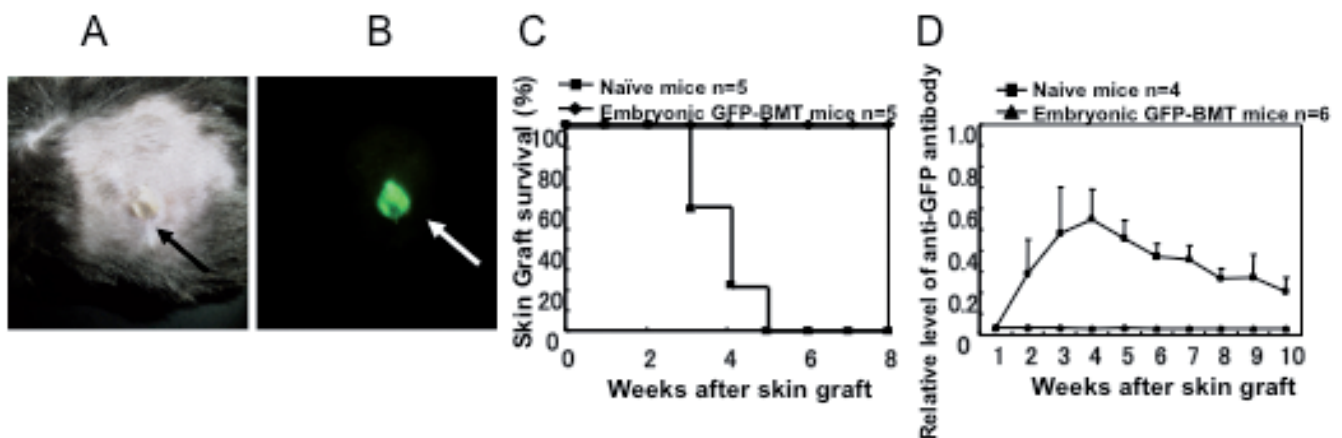 A
B
C
D
Naïve mice n=5
Embryonic GFP-BMT mice n=5
Skin Graft survival (%)
100
80
60
40
20
0
0 2 4 6 8
Weeks after skin graft
Naive mice n=4
Embryonic GFP-BMT mice n=6
Relative level of anti-GFP antibody
1.0
0.8
0.6
0.4
0.2
0
1 2 3 4 5 6 7 8 9 10
Weeks after skin graft